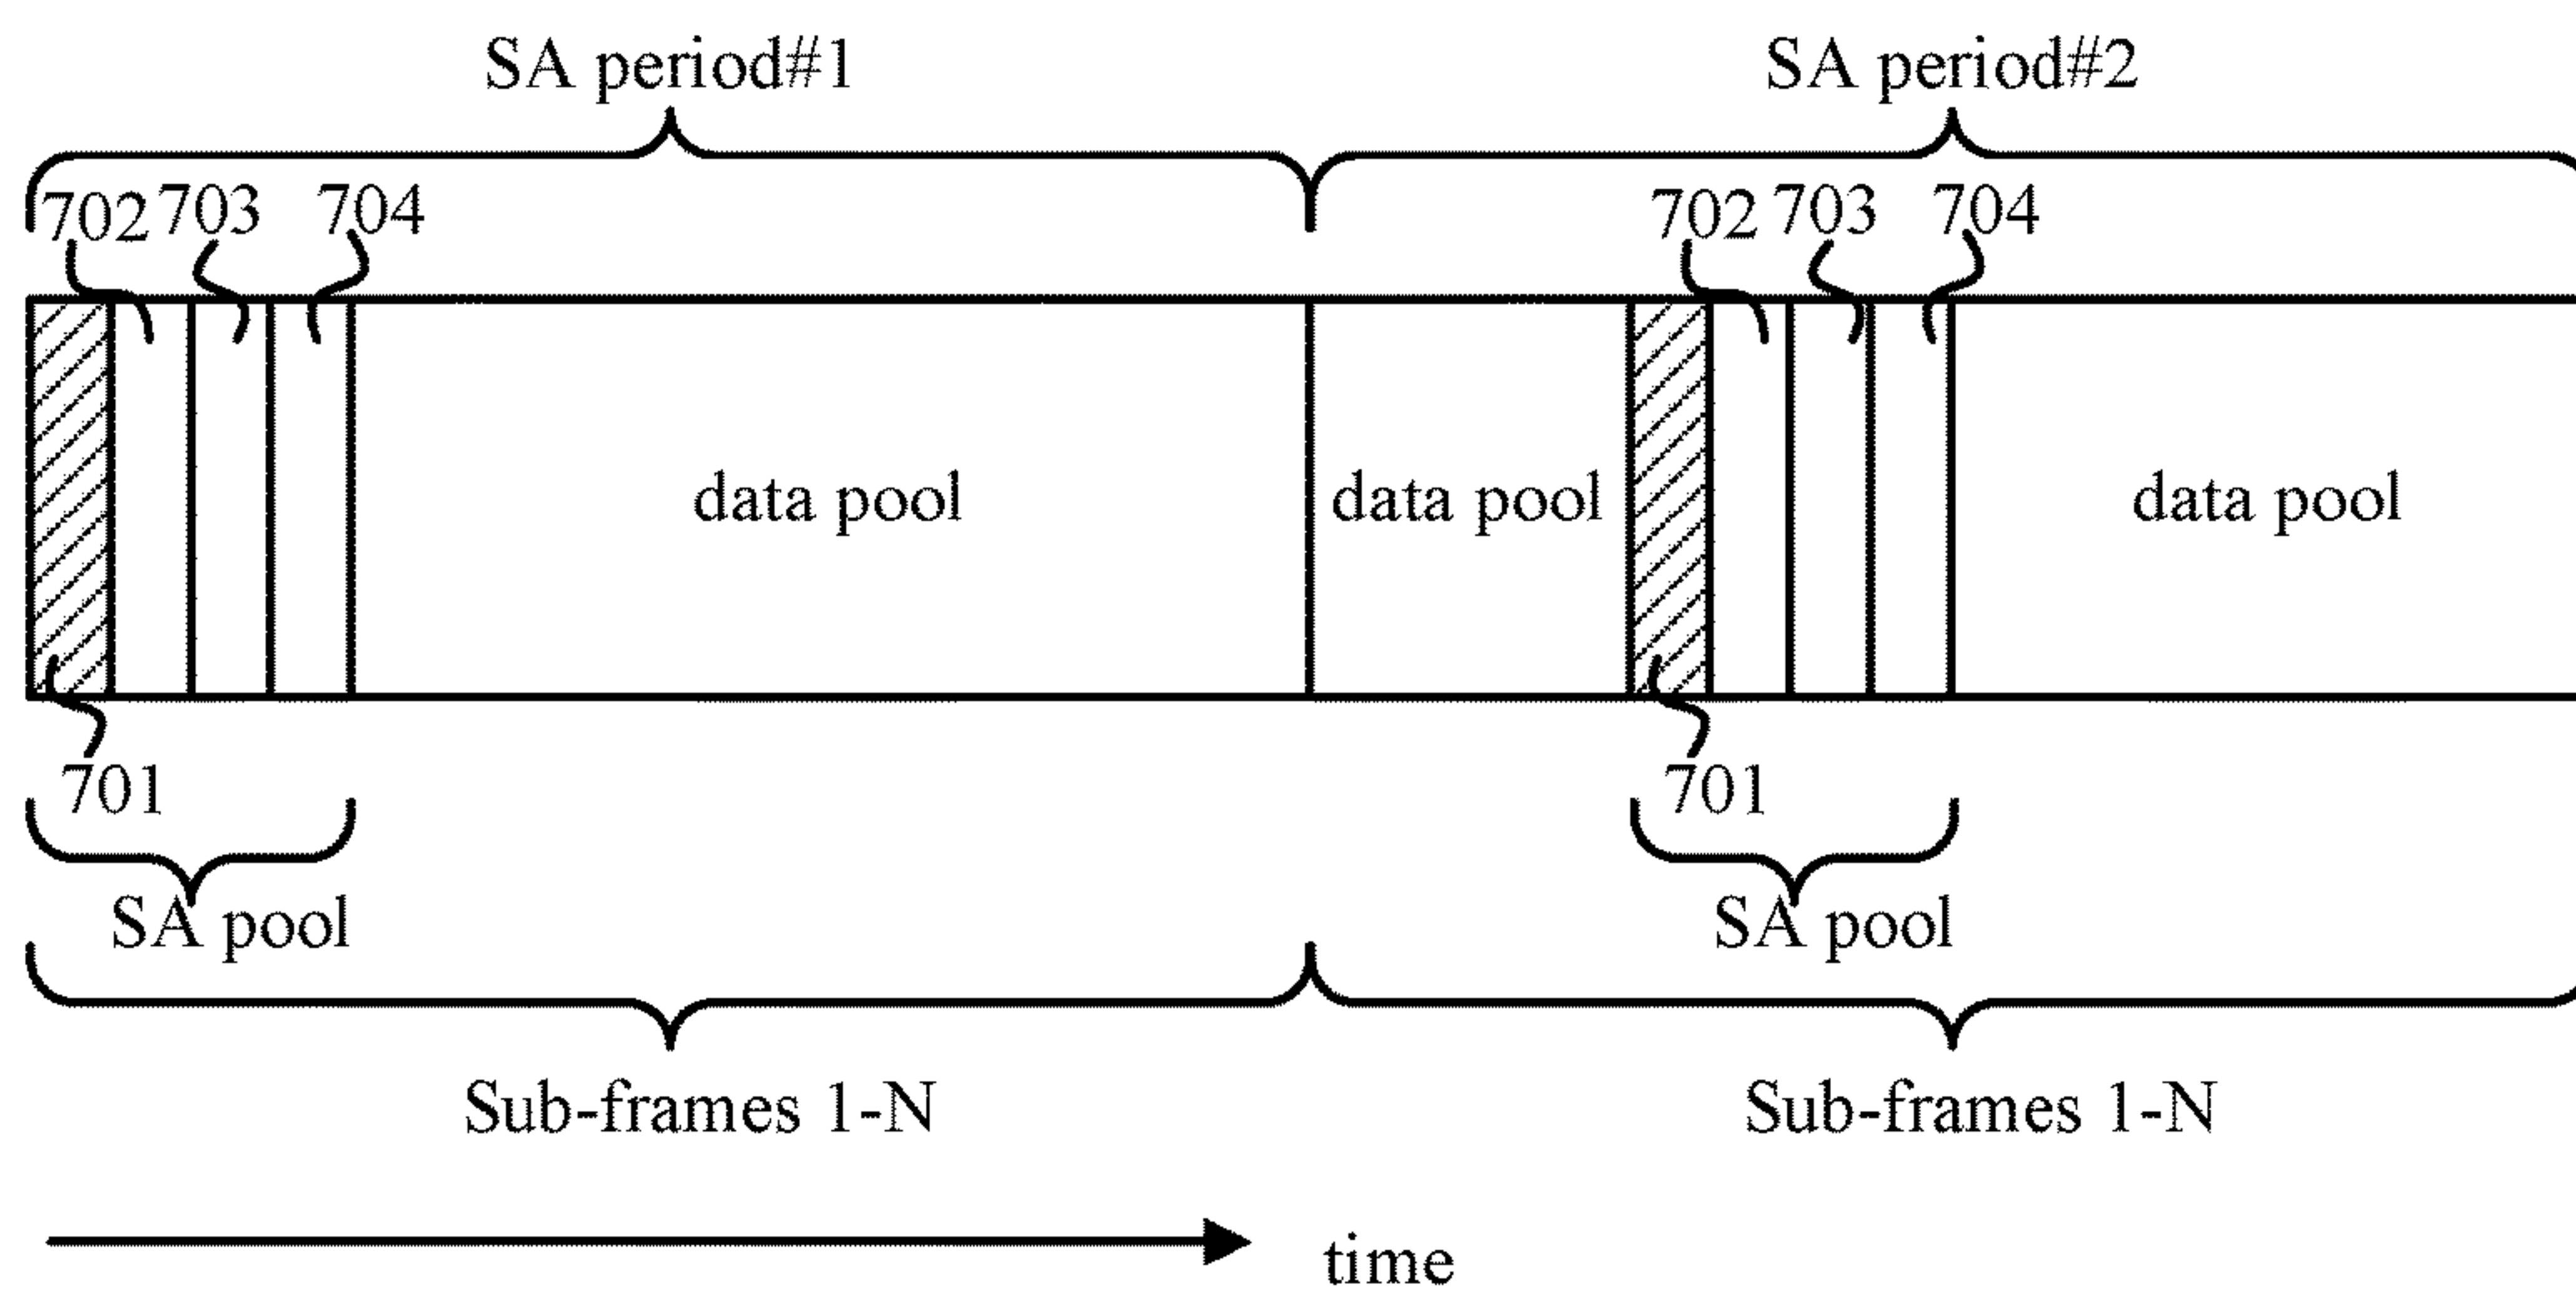 SA period#1 SA period#2
702 703 704 702 703 704
data pool data pool data pool
701 701
SA pool SA pool
Sub-frames 1-N Sub-frames 1-N
time